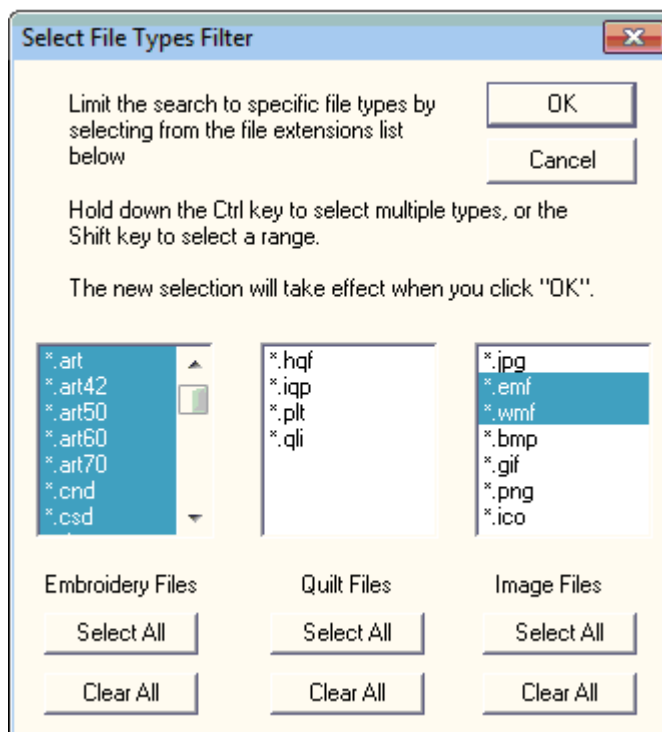 Select File Types Filter
Limit the search to specific file types by
selecting from the file extensions list
below
OK
Cancel
Hold down the Ctrl key to select multiple types, or the
Shift key to select a range.
The new selection will take effect when you click "OK".
*.art
*.art42
*.art50
*.art60
*.art70
*.cnd
*.csd
*.hqf
*.iqp
*.plt
*.qli
*.jpg
*.emf
*.wmf
*.bmp
*.gif
*.png
*.ico
Embroidery Files
Quilt Files
Image Files
Select All
Select All
Select All
Clear All
Clear All
Clear All